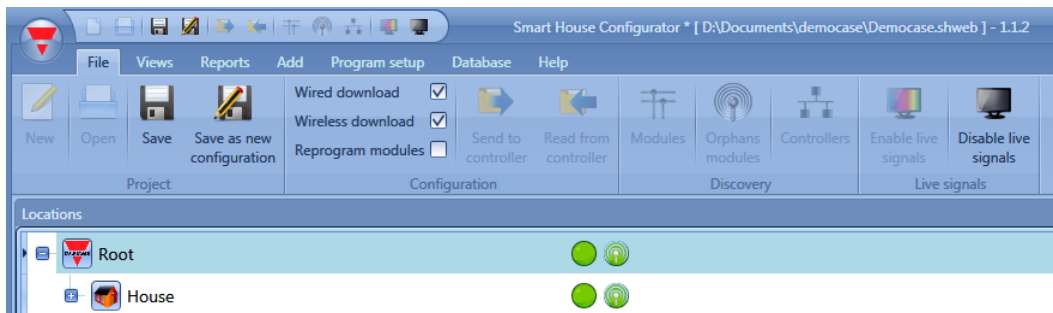 Smart House Configurator * [ D:\Documents\democase\Democase.shweb ] - 1.1.2
File Views Reports Add Program setup Database Help
New
Open
Save
Save as new
configuration
Project
Wired download
Wireless download
Reprogram modules
Send to
controller
Read from
controller
Configuration
Modules
Orphans
modules
Controllers
Discovery
Enable live
signals
Disable live
signals
Live signals
Locations
Root
House